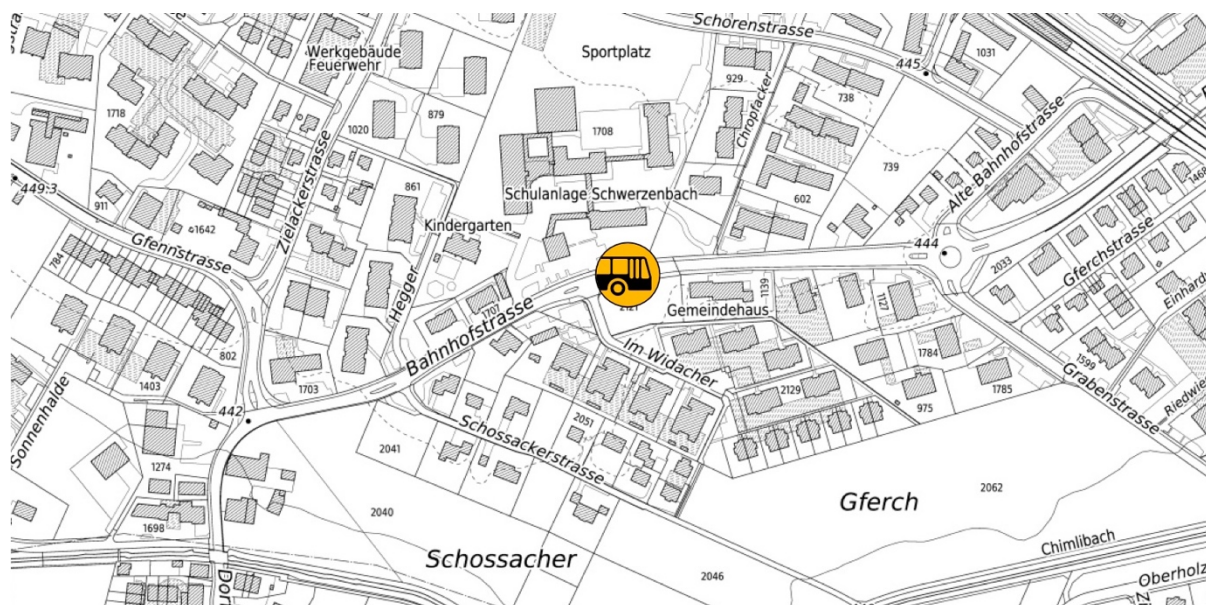 Schorenstrasse
Werkgebäude
Feuerwehr
Sportplatz
445
1031
929
738
1718
1020
879
1708
Chropfacker
739
449.3
911
861
Schulanlage Schwerzenbach
602
Alte Bahnhofstrasse
1468
1642
Zielackerstrasse
Kindergarten
444
Gfennstrasse
784
2033
Gferchstrasse
Hegger
1707
Bahnhofstrasse
1139
1127
Einhard
Gemeindehaus
Im Widacher
802
1784
1599
1403
1703
2129
1785
Grabenstrasse
Riedwies
Sonnenhalde
442
975
2051
2041
Schossackerstrasse
1274
2062
Gferch
1698
2040
Schossacher
Chimlibach
2046
Oberholz
Dorf